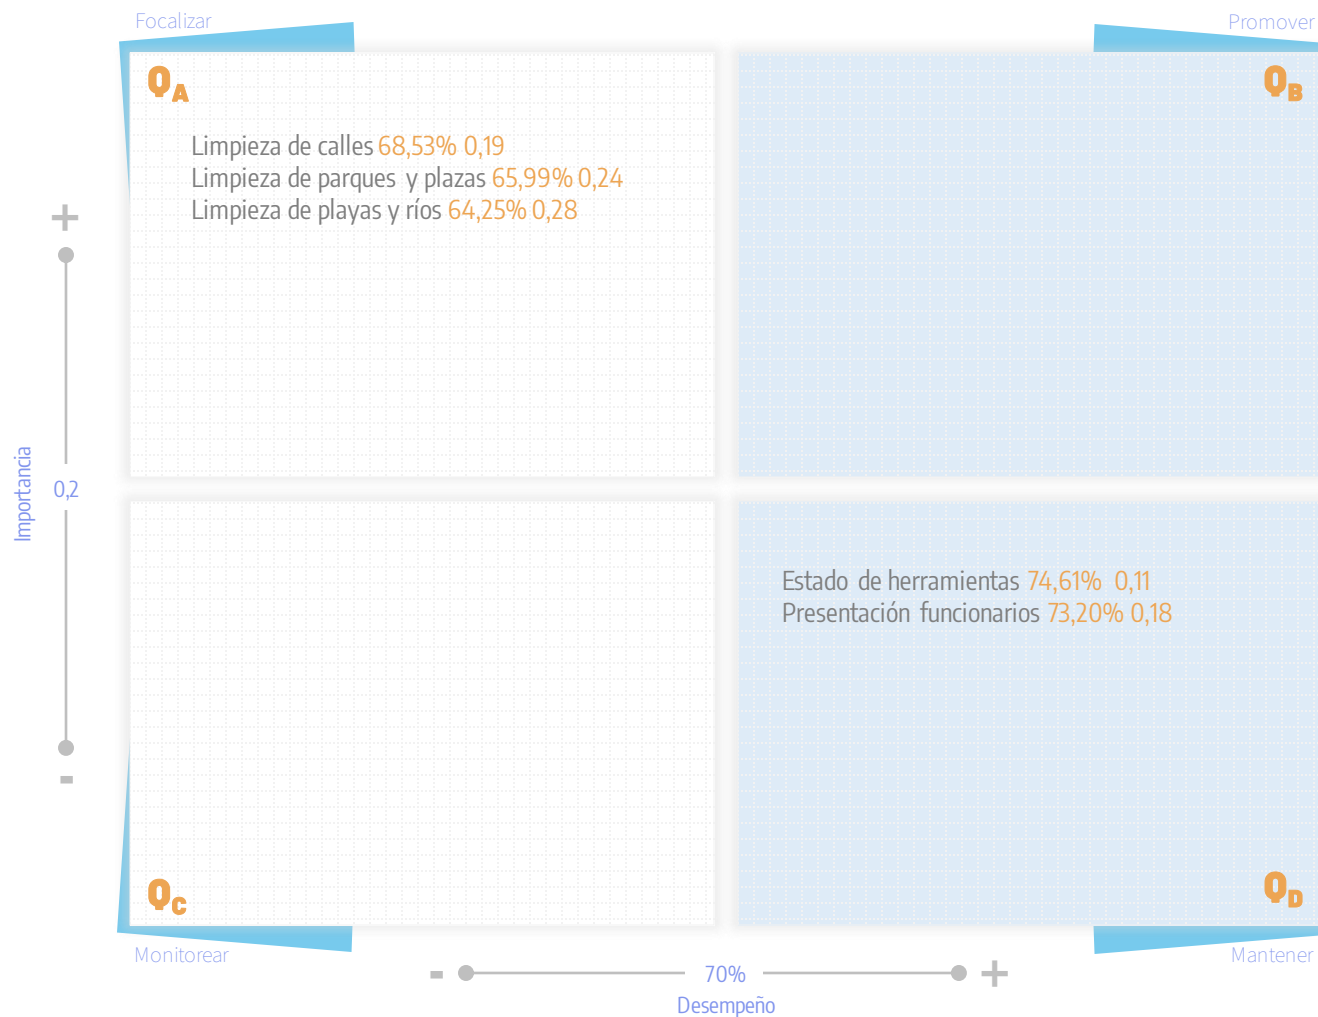 Focalizar
Promover
QA
QB
Limpieza de calles 68,53% 0,19
Limpieza de parques y plazas 65,99% 0,24
Limpieza de playas y ríos 64,25% 0,28
+
Importancia
0,2
-
Estado de herramientas 74,61% 0,11
Presentación funcionarios 73,20% 0,18
QC
QD
Monitorear
Mantener
- 70% +
Desempeño